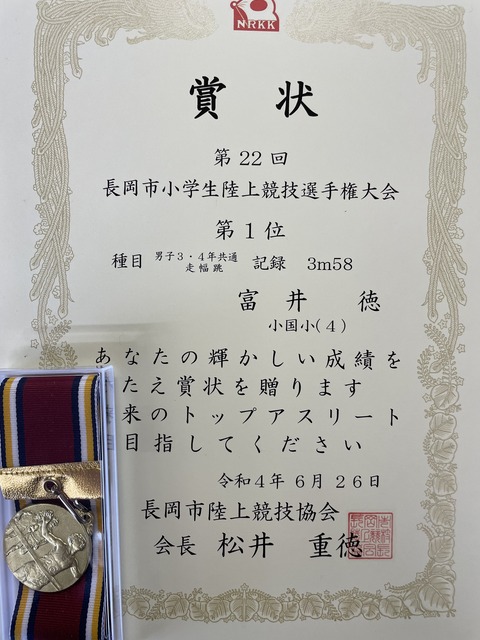 NRKK
賞状
第22回
長岡市小学生陸上競技選手権大会
第1位
種目 男子3・4年共通 走幅跳 記録 3m58
富井 徳
小国小(4)
あなたの輝かしい成績を
たえ賞状を贈ります
来のトップアスリート
目指してください
令和4年6月26日
長岡市陸上競技協会
会長 松井 重徳